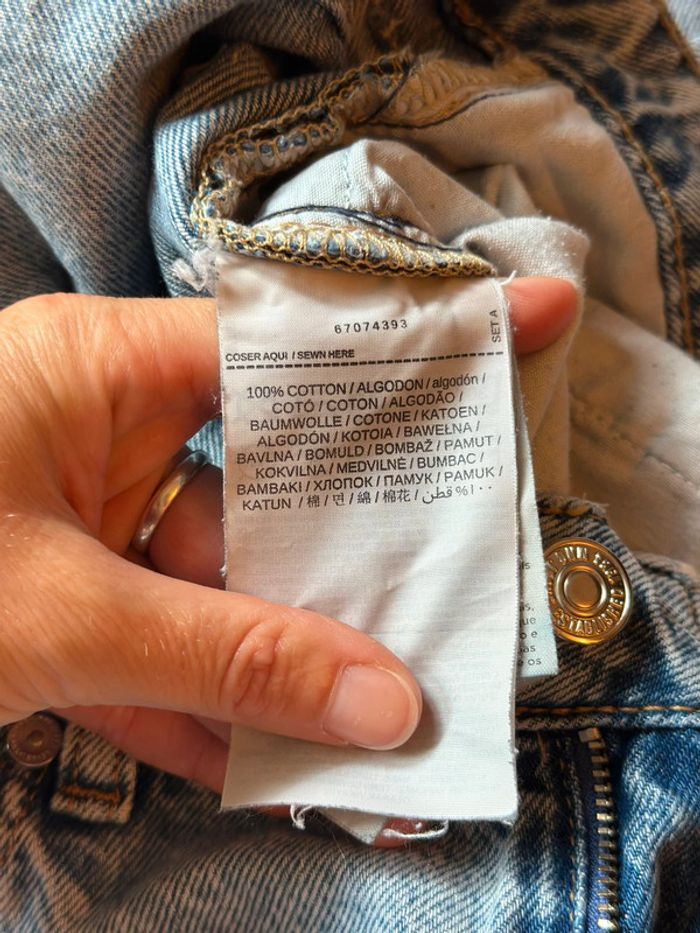 67074393
SET A
COSER AQUI / SEWN HERE
100% COTTON / ALGODON / algodón /
COTÓ / COTON / ALGODÃO /
BAUMWOLLE / COTONE / KATOEN /
ALGODÓN / KOTOIA / BAWEŁNA /
BAVLNA / BOMULD / BOMBAŽ / PAMUT /
KOKVILNA / MEDVILNĖ / BUMBAC /
BAMBAKI / ХЛОПОК / ПАМУК / PAMUK /
KATUN / 棉 / 면 / 綿 / 棉花 / قطن %١٠٠
ESTABLISHED